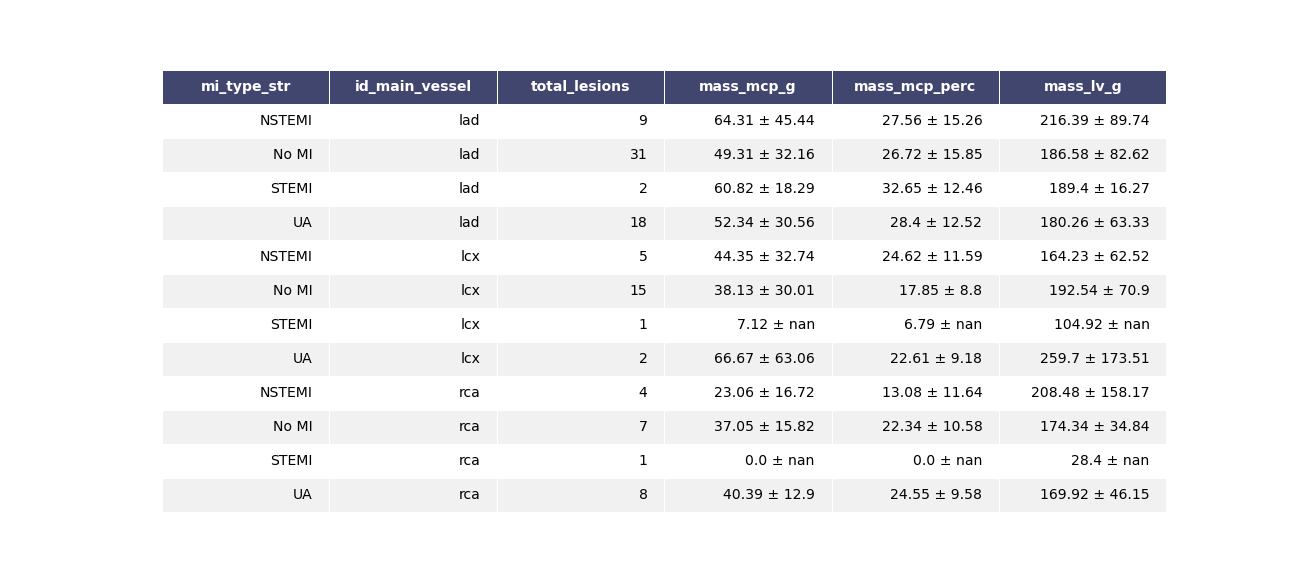 mi_type_str id_main_vessel total_lesions mass_mcp_g mass_mcp_perc mass_lv_g
NSTEMI lad 9 64.31 ± 45.44 27.56 ± 15.26 216.39 ± 89.74
No MI lad 31 49.31 ± 32.16 26.72 ± 15.85 186.58 ± 82.62
STEMI lad 2 60.82 ± 18.29 32.65 ± 12.46 189.4 ± 16.27
UA lad 18 52.34 ± 30.56 28.4 ± 12.52 180.26 ± 63.33
NSTEMI lcx 5 44.35 ± 32.74 24.62 ± 11.59 164.23 ± 62.52
No MI lcx 15 38.13 ± 30.01 17.85 ± 8.8 192.54 ± 70.9
STEMI lcx 1 7.12 ± nan 6.79 ± nan 104.92 ± nan
UA lcx 2 66.67 ± 63.06 22.61 ± 9.18 259.7 ± 173.51
NSTEMI rca 4 23.06 ± 16.72 13.08 ± 11.64 208.48 ± 158.17
No MI rca 7 37.05 ± 15.82 22.34 ± 10.58 174.34 ± 34.84
STEMI rca 1 0.0 ± nan 0.0 ± nan 28.4 ± nan
UA rca 8 40.39 ± 12.9 24.55 ± 9.58 169.92 ± 46.15